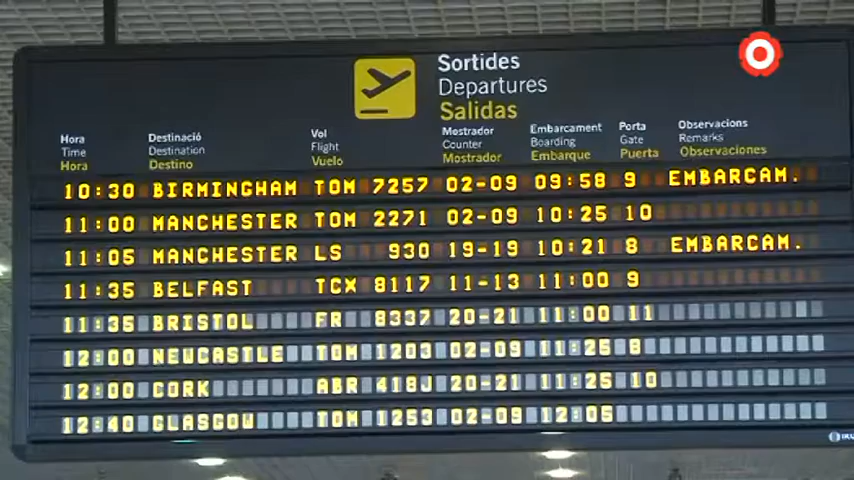 Sortides
Departures
Salidas
Hora Destinació Vol Mostrador Embarcament Porta Observacions
Time Destination Flight Counter Boarding Gate Remarks
Hora Destino Vuelo Mostrador Embarque Puerta Observaciones
10:30 BIRMINGHAM TOM 7257 02-09 09:58 9 EMBARCAM.
11:00 MANCHESTER TOM 2271 02-09 10:25 10
11:05 MANCHESTER LS 930 19-19 10:21 8 EMBARCAM.
11:35 BELFAST TCX 8117 11-13 11:00 9
11:35 BRISTOL FR 8337 20-21 11:00 11
12:00 NEWCASTLE TOM 1203 02-09 11:25 8
12:00 CORK ABR 418J 20-21 11:25 10
12:40 GLASGOW TOM 1253 02-09 12:05